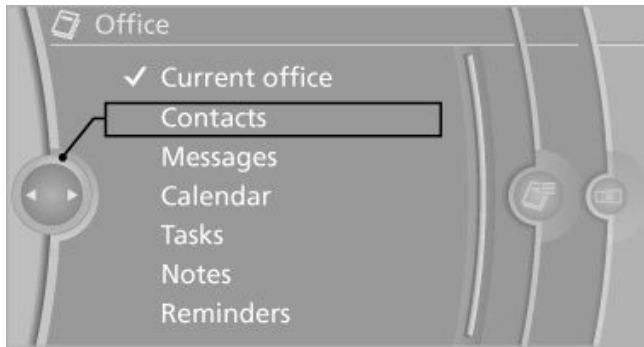 Office
Current office
Contacts
Messages
Calendar
Tasks
Notes
Reminders